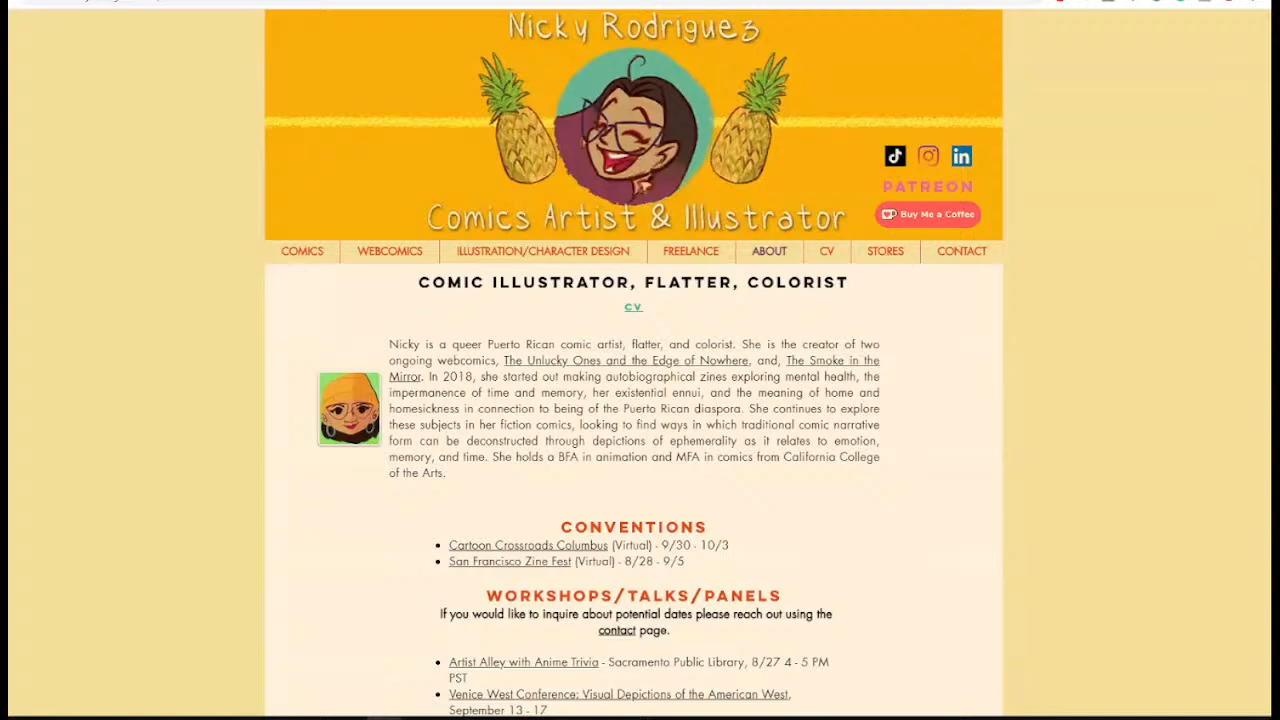 Nicky Rodriguez
PATREON
Buy Me a Coffee
Comics Artist & Illustrator
COMICS WEBCOMICS ILLUSTRATION/CHARACTER DESIGN FREELANCE ABOUT CV STORES CONTACT
COMIC ILLUSTRATOR, FLATTER, COLORIST
CV
Nicky is a queer Puerto Rican comic artist, flatter, and colorist. She is the creator of two
ongoing webcomics, The Unlucky Ones and the Edge of Nowhere, and, The Smoke in the
Mirror. In 2018, she started out making autobiographical zines exploring mental health, the
impermanence of time and memory, her existential ennui, and the meaning of home and
homesickness in connection to being of the Puerto Rican diaspora. She continues to explore
these subjects in her fiction comics, looking to find ways in which traditional comic narrative
form can be deconstructed through depictions of ephemerality as it relates to emotion,
memory, and time. She holds a BFA in animation and MFA in comics from California College
of the Arts.
CONVENTIONS
Cartoon Crossroads Columbus (Virtual) - 9/30 - 10/3
San Francisco Zine Fest (Virtual) - 8/28 - 9/5
WORKSHOPS/TALKS/PANELS
If you would like to inquire about potential dates please reach out using the
contact page.
Artist Alley with Anime Trivia - Sacramento Public Library, 8/27 4 - 5 PM
PST
Venice West Conference: Visual Depictions of the American West,
September 13 - 17